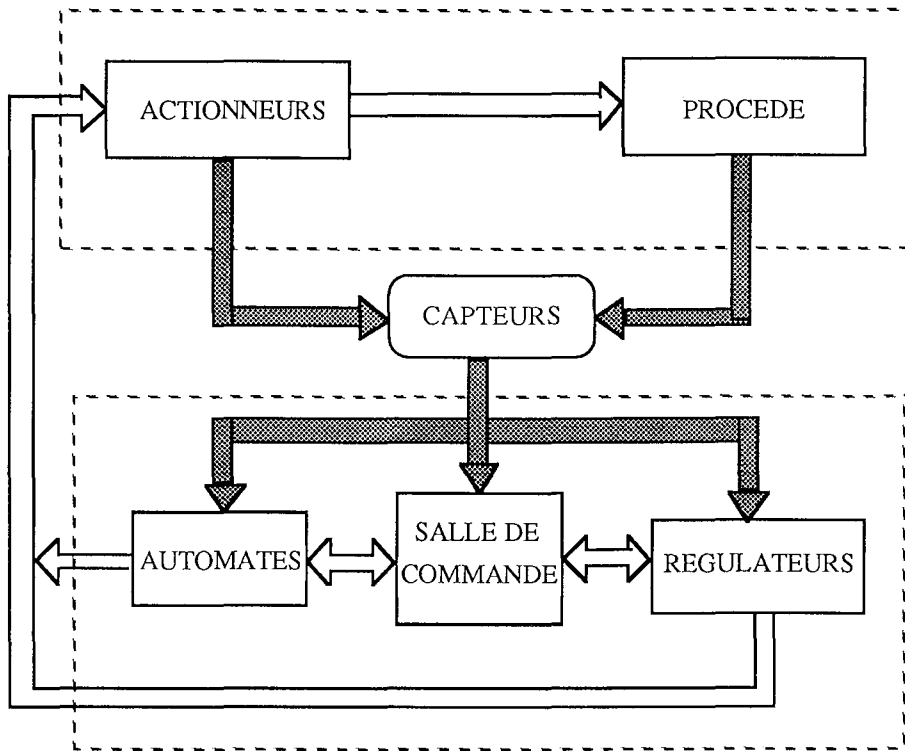 ACTIONNEURS
PROCEDE
CAPTEURS
AUTOMATES
SALLE DE
COMMANDE
REGULATEURS